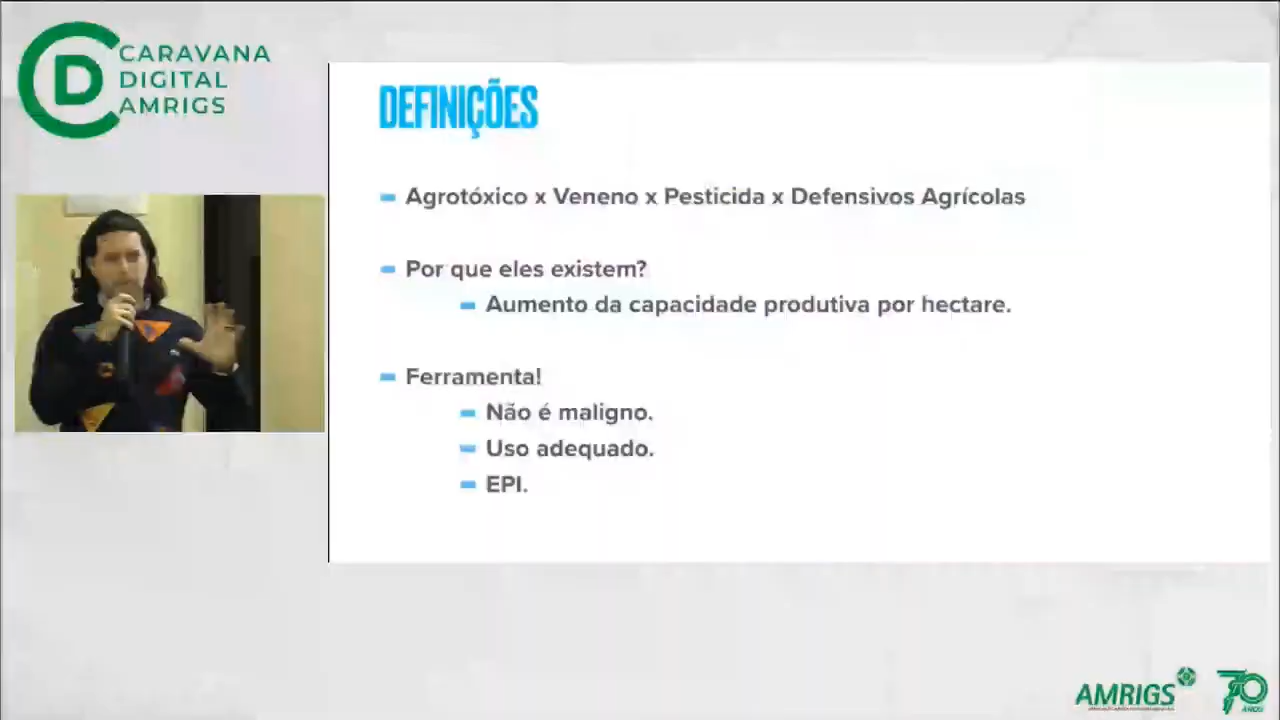 CARAVANA
DIGITAL
AMRIGS
DEFINIÇÕES
Agrotóxico x Veneno x Pesticida x Defensivos Agrícolas
Por que eles existem?
Aumento da capacidade produtiva por hectare.
Ferramenta!
Não é maligno.
Uso adequado.
EPI.
AMRIGS
70
ANOS